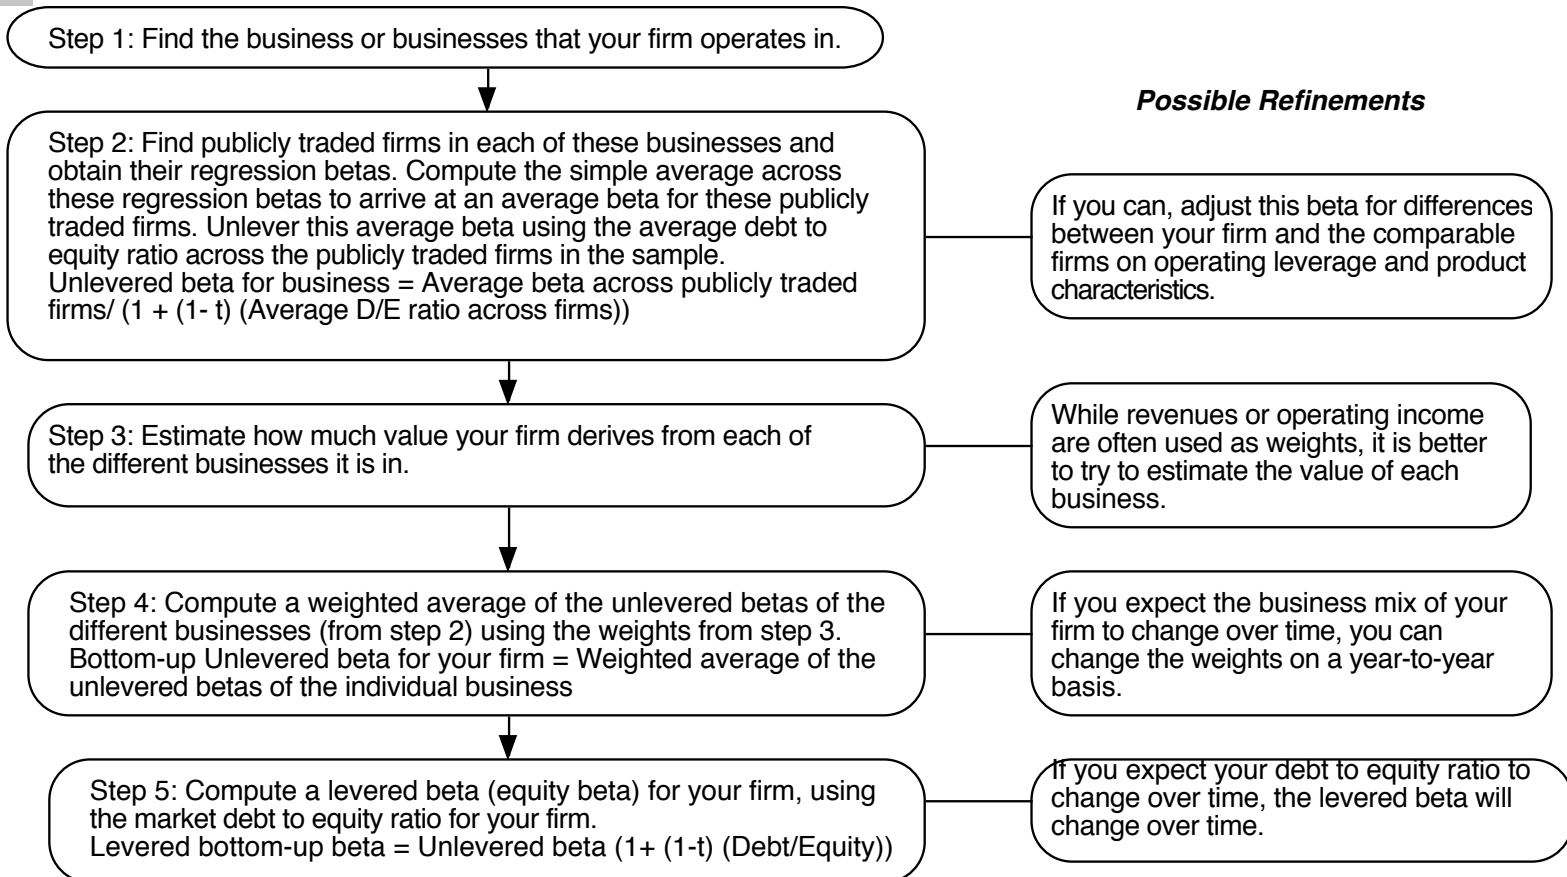 Step 1: Find the business or businesses that your firm operates in.
Possible Refinements
Step 2: Find publicly traded firms in each of these businesses and
obtain their regression betas. Compute the simple average across
these regression betas to arrive at an average beta for these publicly
traded firms. Unlever this average beta using the average debt to
equity ratio across the publicly traded firms in the sample.
Unlevered beta for business = Average beta across publicly traded
firms/ (1 + (1- t) (Average D/E ratio across firms))
If you can, adjust this beta for differences
between your firm and the comparable
firms on operating leverage and product
characteristics.
Step 3: Estimate how much value your firm derives from each of
the different businesses it is in.
While revenues or operating income
are often used as weights, it is better
to try to estimate the value of each
business.
Step 4: Compute a weighted average of the unlevered betas of the
different businesses (from step 2) using the weights from step 3.
Bottom-up Unlevered beta for your firm = Weighted average of the
unlevered betas of the individual business
If you expect the business mix of your
firm to change over time, you can
change the weights on a year-to-year
basis.
Step 5: Compute a levered beta (equity beta) for your firm, using
the market debt to equity ratio for your firm.
Levered bottom-up beta = Unlevered beta (1+ (1-t) (Debt/Equity))
If you expect your debt to equity ratio to
change over time, the levered beta will
change over time.